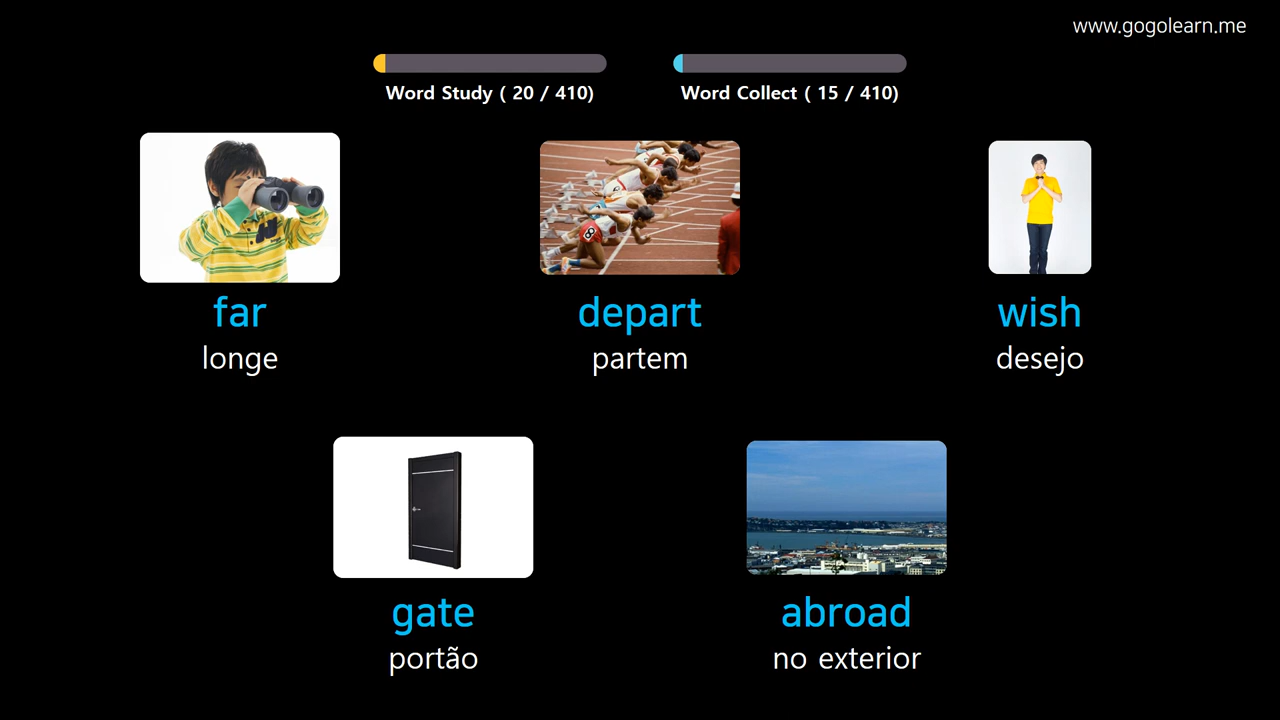 www.gogolearn.me
Word Study ( 20 / 410)
Word Collect ( 15 / 410)
far
longe
depart
partem
wish
desejo
8
gate
portão
abroad
no exterior